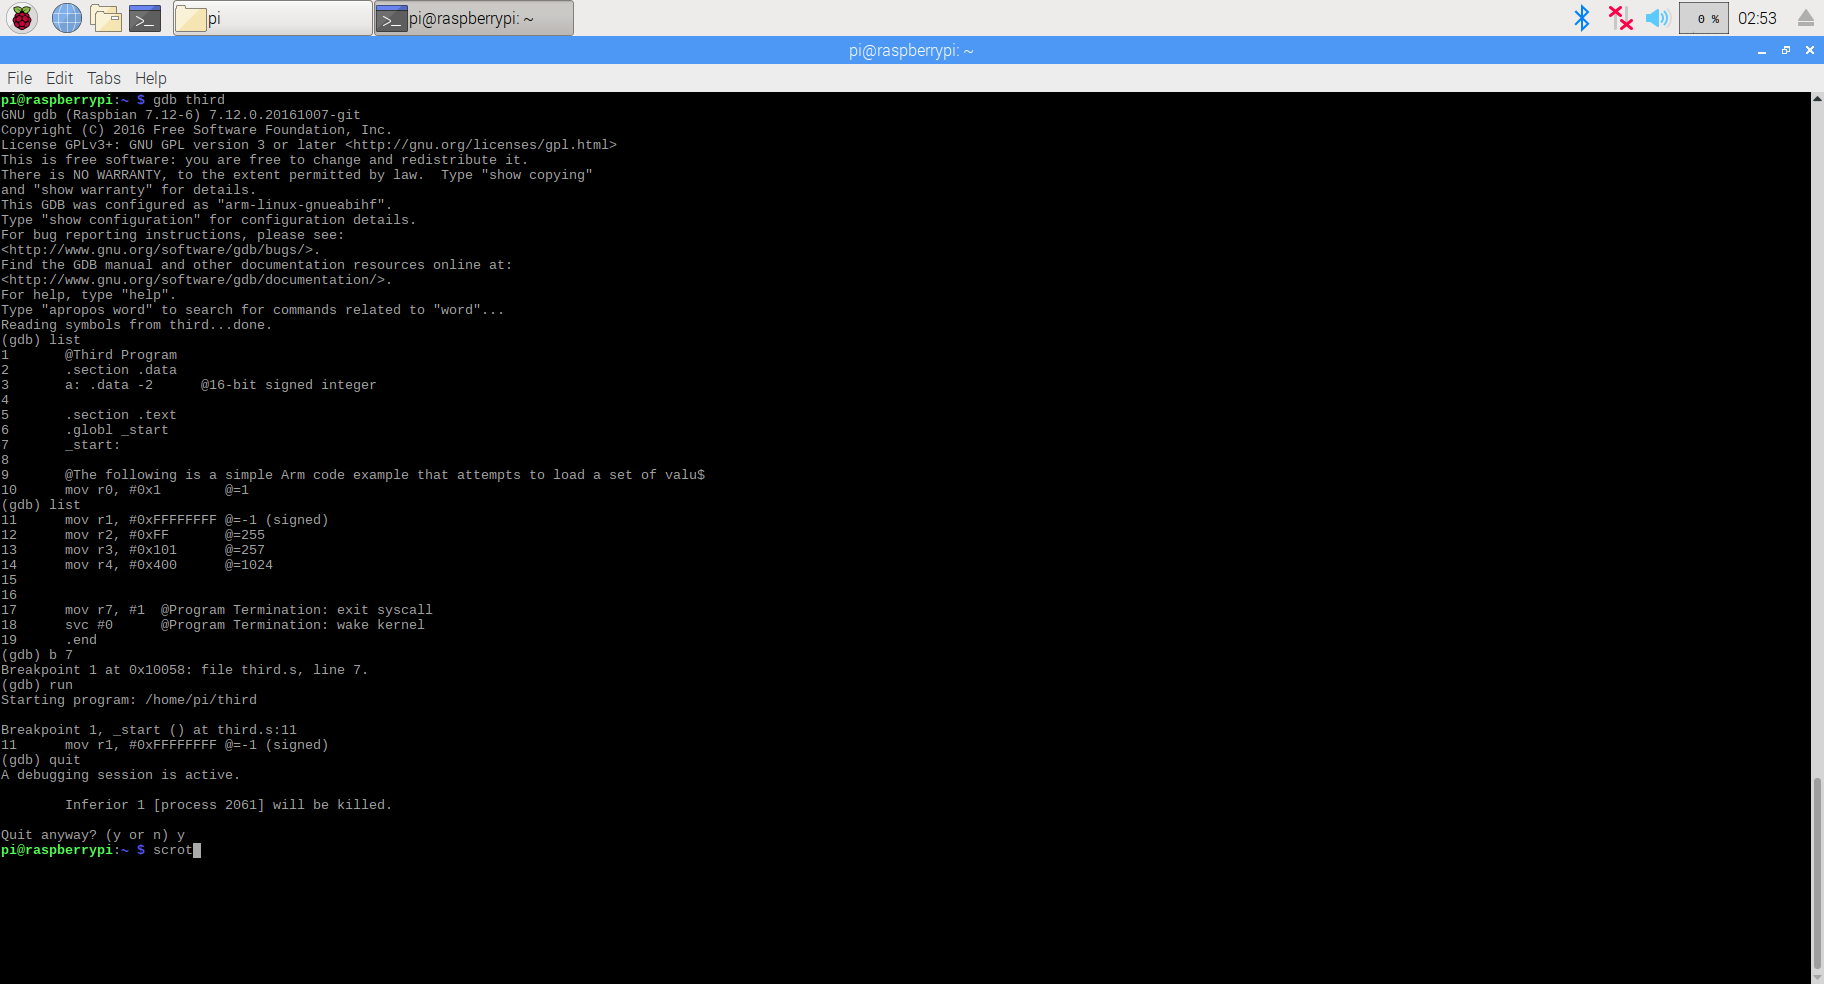 pi
pi@raspberrypi: ~
0 %
02:53
pi@raspberrypi: ~
File Edit Tabs Help
pi@raspberrypi:~ $ gdb third
GNU gdb (Raspbian 7.12-6) 7.12.0.20161007-git
Copyright (C) 2016 Free Software Foundation, Inc.
License GPLv3+: GNU GPL version 3 or later <http://gnu.org/licenses/gpl.html>
This is free software: you are free to change and redistribute it.
There is NO WARRANTY, to the extent permitted by law.  Type "show copying"
and "show warranty" for details.
This GDB was configured as "arm-linux-gnueabihf".
Type "show configuration" for configuration details.
For bug reporting instructions, please see:
<http://www.gnu.org/software/gdb/bugs/>.
Find the GDB manual and other documentation resources online at:
<http://www.gnu.org/software/gdb/documentation/>.
For help, type "help".
Type "apropos word" to search for commands related to "word"...
Reading symbols from third...done.
(gdb) list
1       @Third Program
2       .section .data
3       a: .data -2      @16-bit signed integer
4
5       .section .text
6       .globl _start
7       _start:
8
9       @The following is a simple Arm code example that attempts to load a set of valu$
10      mov r0, #0x1        @=1
(gdb) list
11      mov r1, #0xFFFFFFFF @=-1 (signed)
12      mov r2, #0xFF       @=255
13      mov r3, #0x101      @=257
14      mov r4, #0x400      @=1024
15
16
17      mov r7, #1  @Program Termination: exit syscall
18      svc #0      @Program Termination: wake kernel
19      .end
(gdb) b 7
Breakpoint 1 at 0x10058: file third.s, line 7.
(gdb) run
Starting program: /home/pi/third
Breakpoint 1, _start () at third.s:11
11      mov r1, #0xFFFFFFFF @=-1 (signed)
(gdb) quit
A debugging session is active.
Inferior 1 [process 2061] will be killed.
Quit anyway? (y or n) y
pi@raspberrypi:~ $ scrot